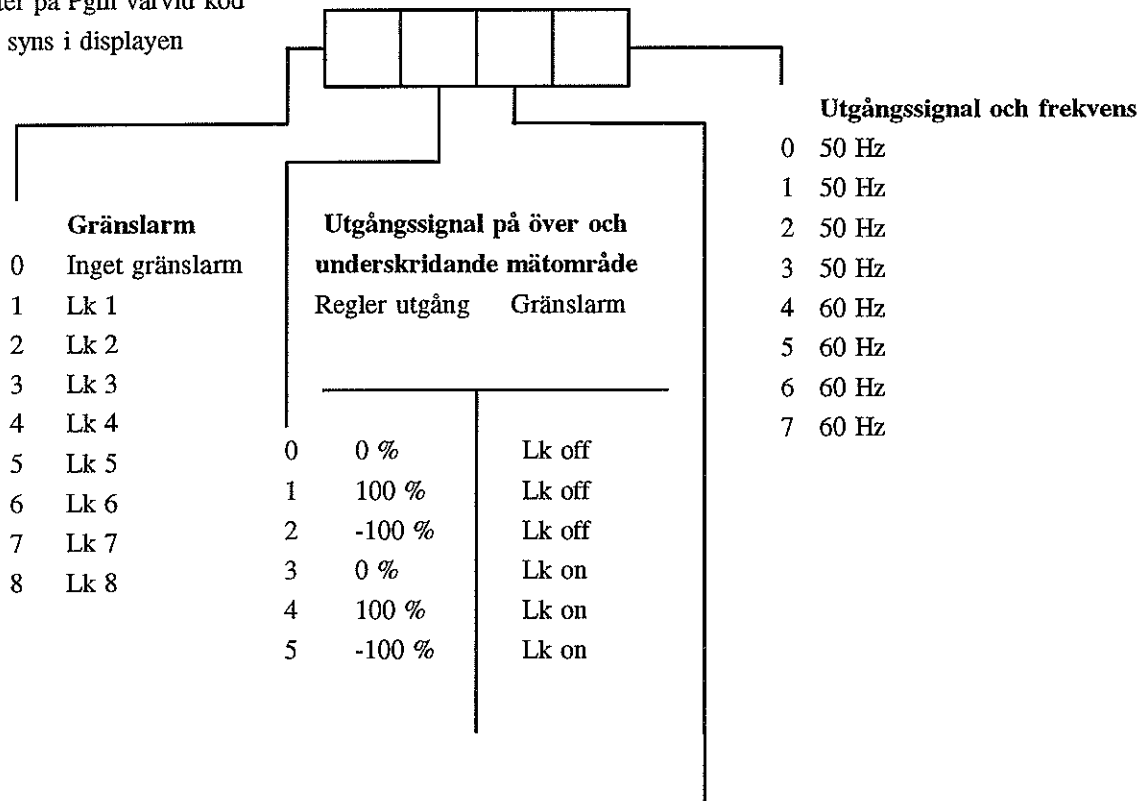 på Pgm varvid kod
syns i displayen
Utgångssignal och frekvens
0 50 Hz
1 50 Hz
2 50 Hz
3 50 Hz
4 60 Hz
5 60 Hz
6 60 Hz
7 60 Hz
Gränslarm
0 Inget gränslarm
1 Lk 1
2 Lk 2
3 Lk 3
4 Lk 4
5 Lk 5
6 Lk 6
7 Lk 7
8 Lk 8
Utgångssignal på över och
underskridande mätområde
Regler utgång Gränslarm
0 0 % Lk off
1 100 % Lk off
2 -100 % Lk off
3 0 % Lk on
4 100 % Lk on
5 -100 % Lk on